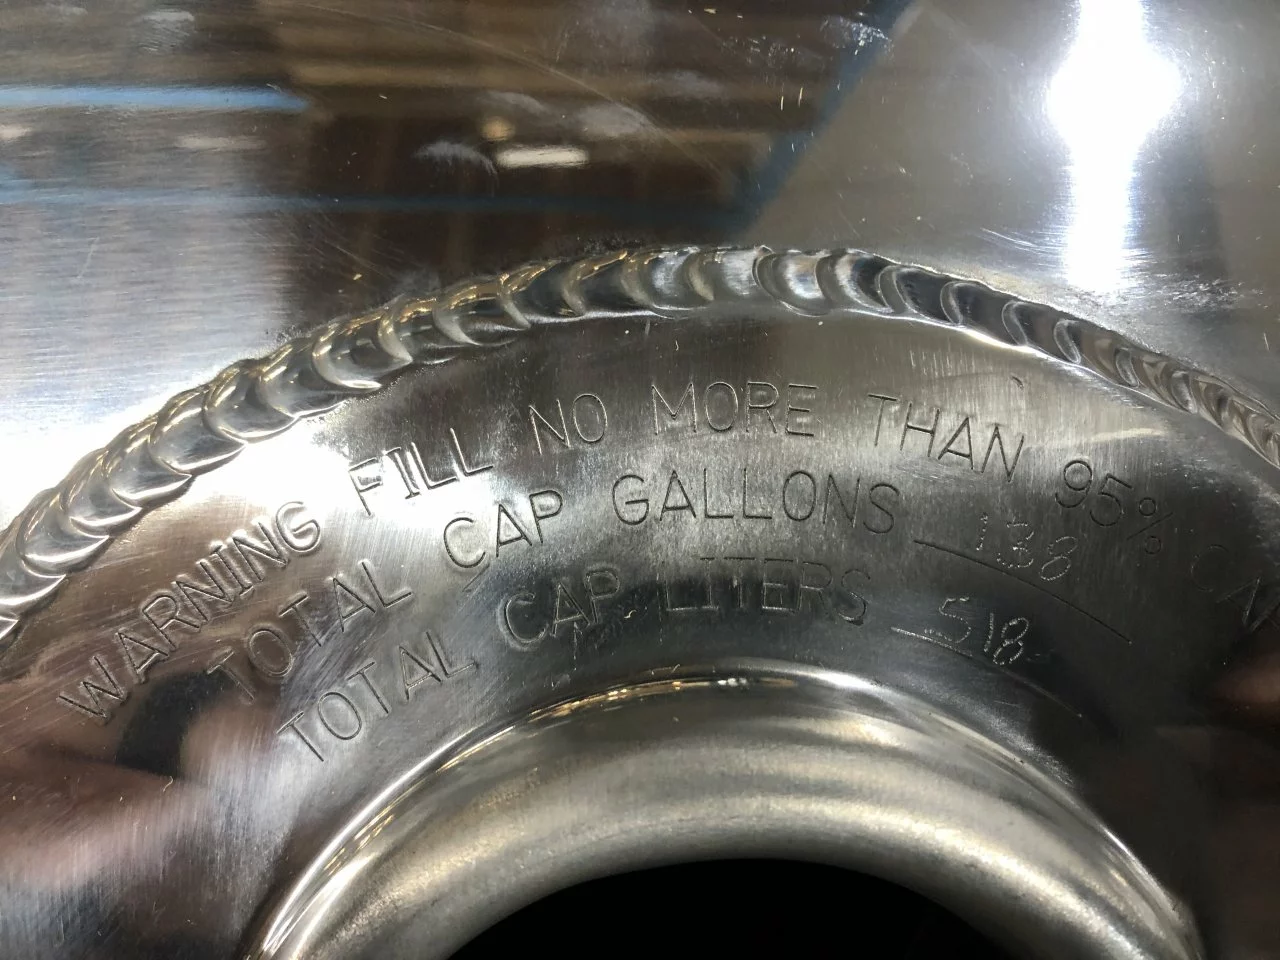 WARNING FILL NO MORE THAN 95%
TOTAL CAP GALLONS 138
TOTAL CAP LITERS 518